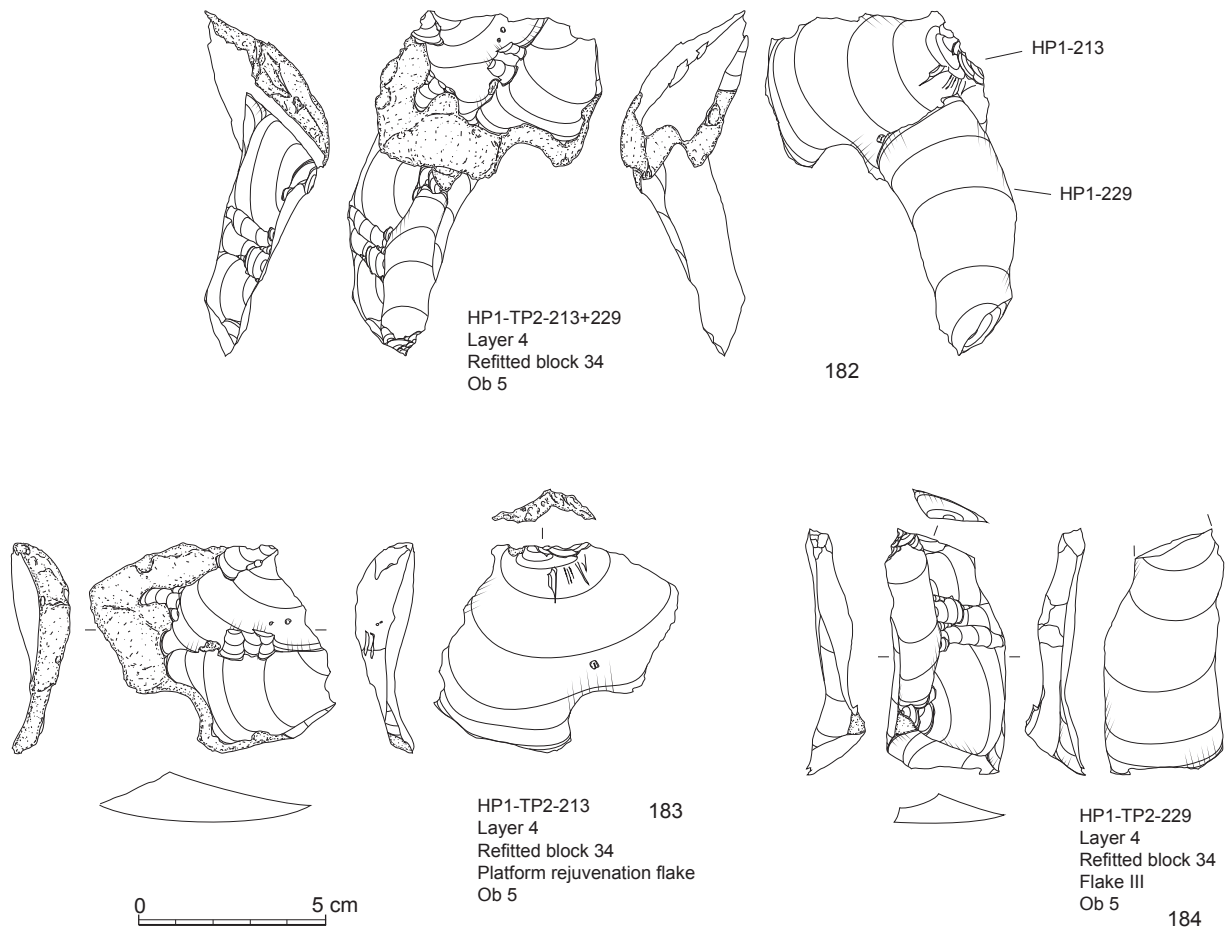 HP1-213
HP1-229
HP1-TP2-213+229
Layer 4
Refitted block 34
Ob 5
182
HP1-TP2-213
Layer 4
Refitted block 34
Platform rejuvenation flake
Ob 5
183
HP1-TP2-229
Layer 4
Refitted block 34
Flake III
Ob 5
184
0 5 cm